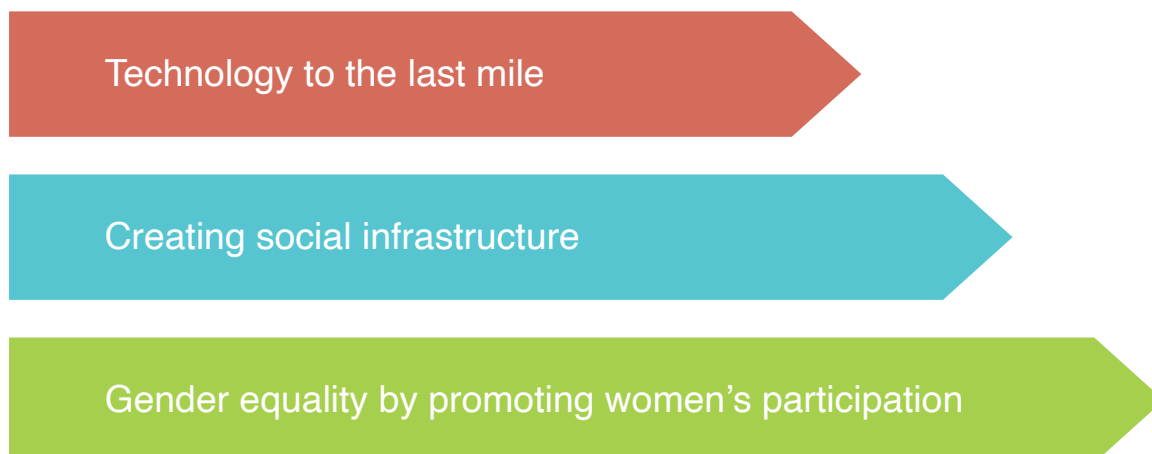 Technology to the last mile
Creating social infrastructure
Gender equality by promoting women’s participation